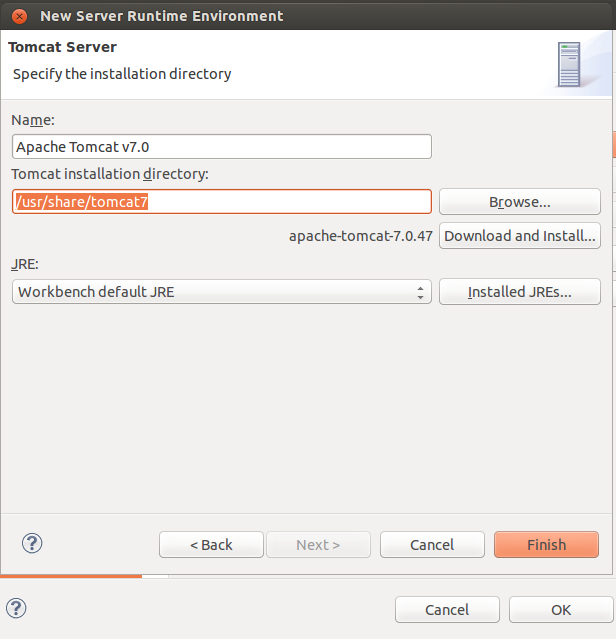 New Server Runtime Environment
Tomcat Server
Specify the installation directory
Name:
Apache Tomcat v7.0
Tomcat installation directory:
/usr/share/tomcat7
Browse...
apache-tomcat-7.0.47
Download and Install...
JRE:
Workbench default JRE
Installed JREs...
?
< Back
Next >
Cancel
Finish
?
Cancel
OK